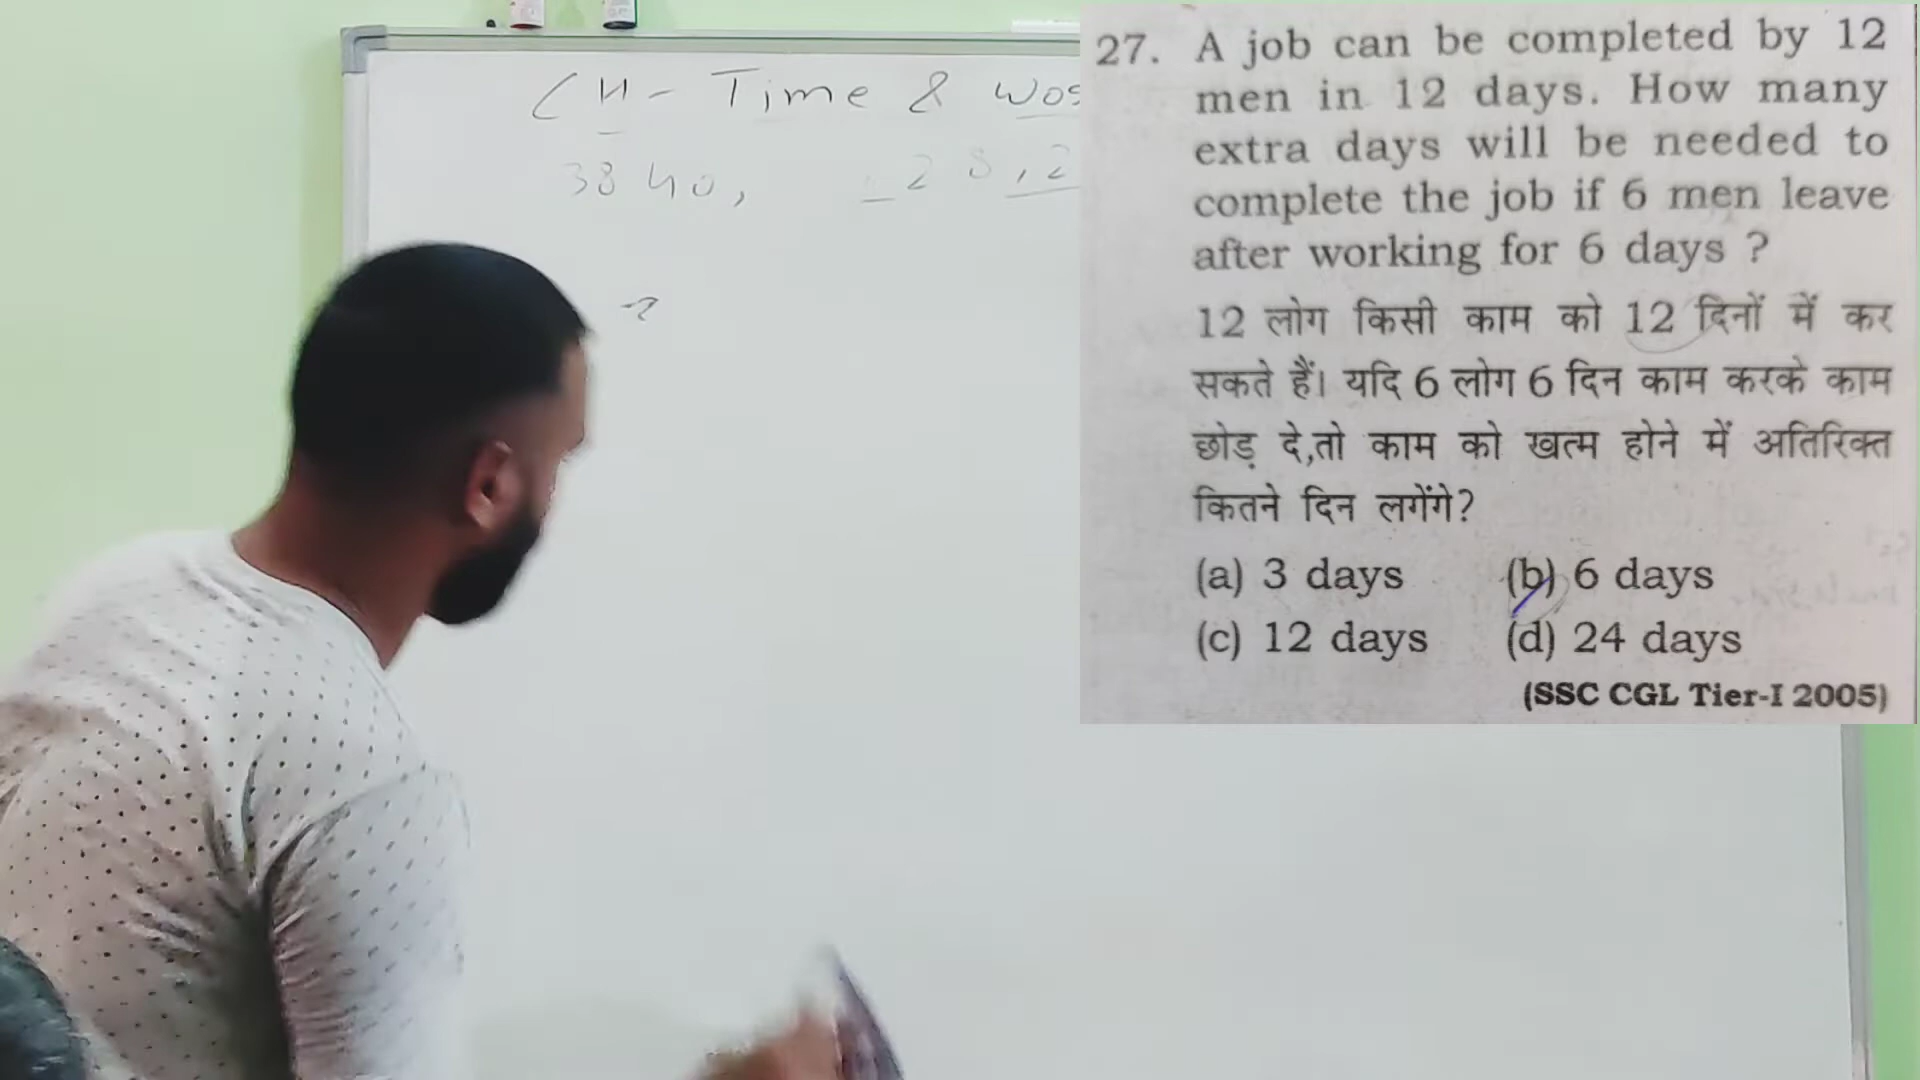 CH- Time & Wo
3840, 28,2
27. A job can be completed by 12
men in 12 days. How many
extra days will be needed to
complete the job if 6 men leave
after working for 6 days ?
12 लोग किसी काम को 12 दिनों में कर
सकते हैं। यदि 6 लोग 6 दिन काम करके काम
छोड़ दे,तो काम को खत्म होने में अतिरिक्त
कितने दिन लगेंगे?
(a) 3 days (b) 6 days
(c) 12 days (d) 24 days
(SSC CGL Tier-I 2005)